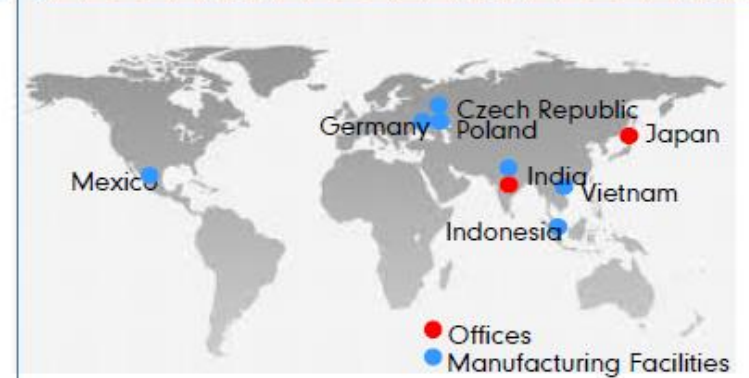 Czech Republic
Germany
Poland
Japan
Mexico
India
Vietnam
Indonesia
Offices
Manufacturing Facilities